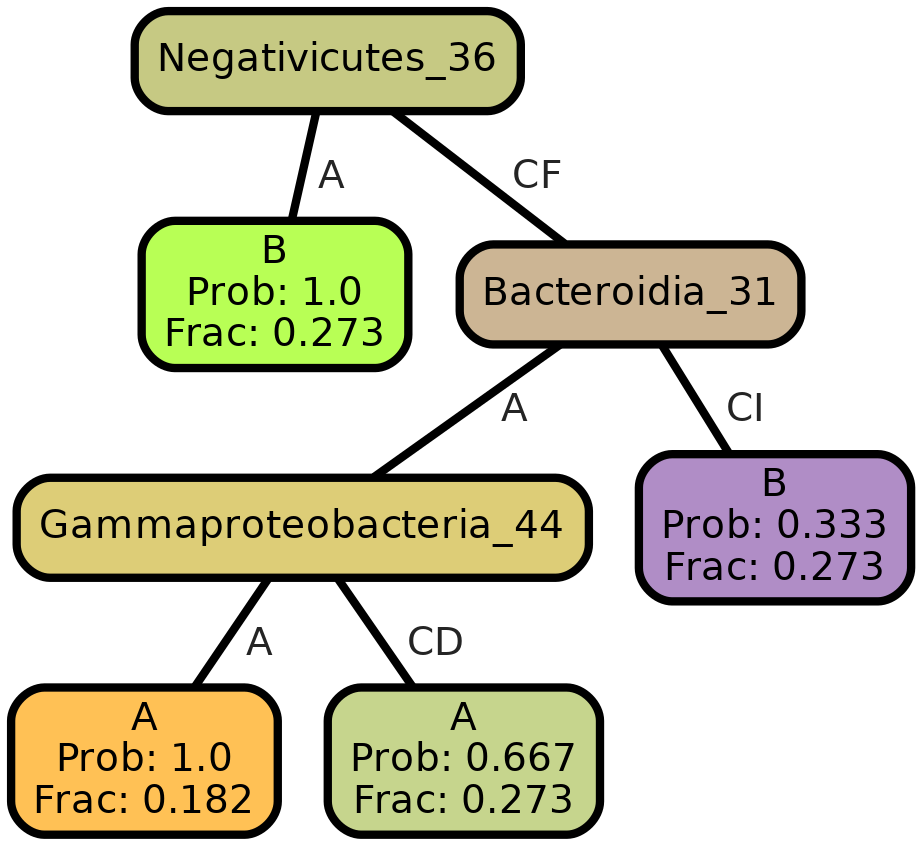 Negativicutes_36
A
CF
B
Prob: 1.0
Frac: 0.273
Bacteroidia_31
A
CI
Gammaproteobacteria_44
B
Prob: 0.333
Frac: 0.273
A
CD
A
Prob: 1.0
Frac: 0.182
A
Prob: 0.667
Frac: 0.273